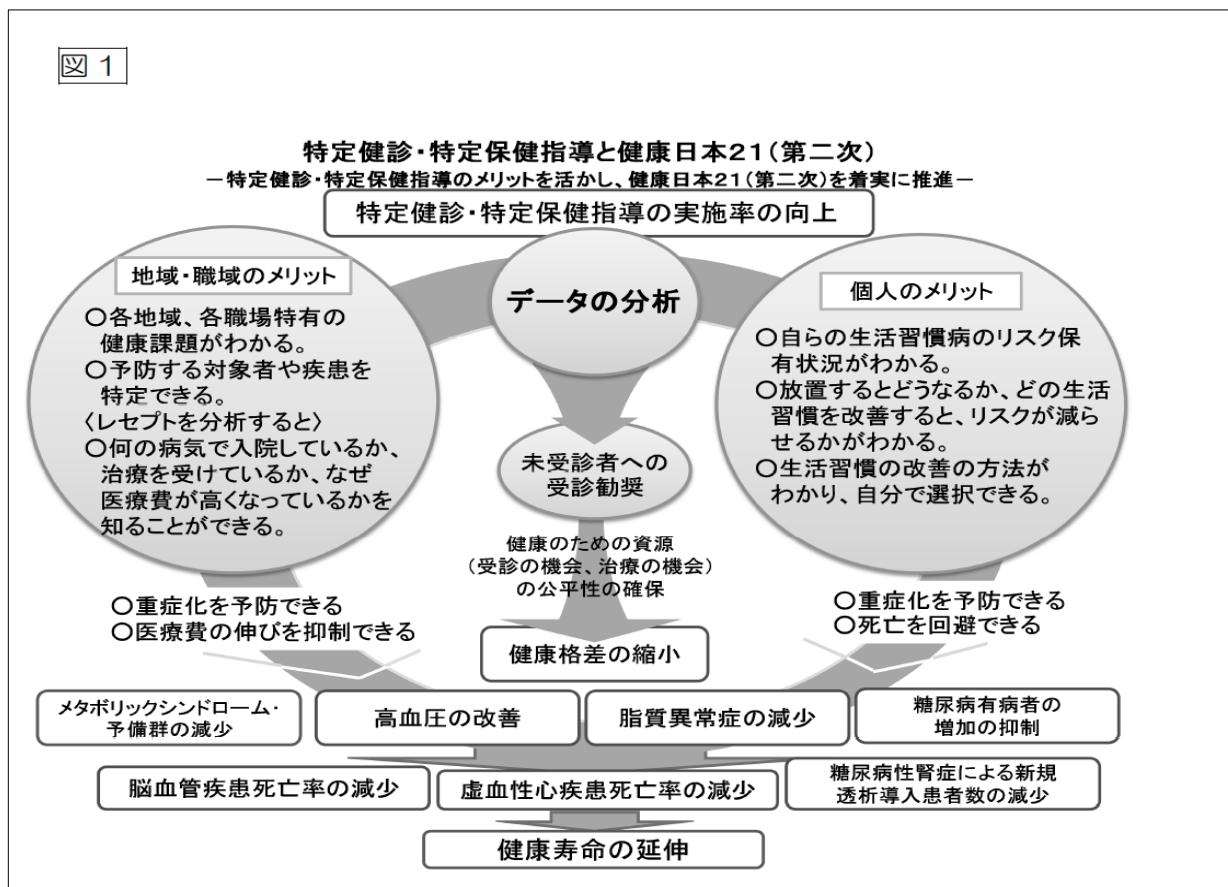 図 1
特定健診・特定保健指導と健康日本21(第二次)
－特定健診・特定保健指導のメリットを活かし、健康日本21(第二次)を着実に推進－
特定健診・特定保健指導の実施率の向上
地域・職域のメリット
○各地域、各職場特有の
健康課題がわかる。
○予防する対象者や疾患を
特定できる。
〈レセプトを分析すると〉
○何の病気で入院しているか、
治療を受けているか、なぜ
医療費が高くなっているかを
知ることができる。
データの分析
個人のメリット
○自らの生活習慣病のリスク保
有状況がわかる。
○放置するとどうなるか、どの生活
習慣を改善すると、リスクが減ら
せるかがわかる。
○生活習慣の改善の方法が
わかり、自分で選択できる。
未受診者への
受診勧奨
健康のための資源
(受診の機会、治療の機会)
の公平性の確保
○重症化を予防できる
○医療費の伸びを抑制できる
○重症化を予防できる
○死亡を回避できる
健康格差の縮小
メタボリックシンドローム・
予備群の減少
高血圧の改善
脂質異常症の減少
糖尿病有病者の
増加の抑制
脳血管疾患死亡率の減少
虚血性心疾患死亡率の減少
糖尿病性腎症による新規
透析導入患者数の減少
健康寿命の延伸